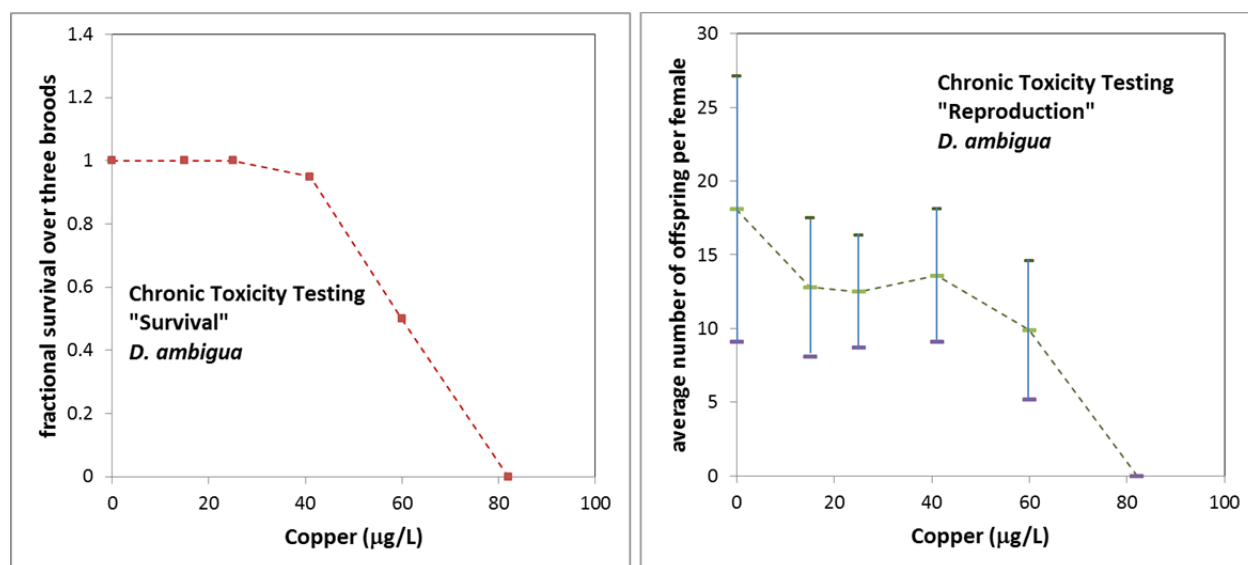 1.4
1.2
1
0.8
0.6
0.4
0.2
0
0 20 40 60 80 100
fractional survival over three broods
Chronic Toxicity Testing
"Survival"
D. ambigua
Copper (µg/L)
30
25
20
15
10
5
0
0 20 40 60 80 100
average number of offspring per female
Chronic Toxicity Testing
"Reproduction"
D. ambigua
Copper (µg/L)